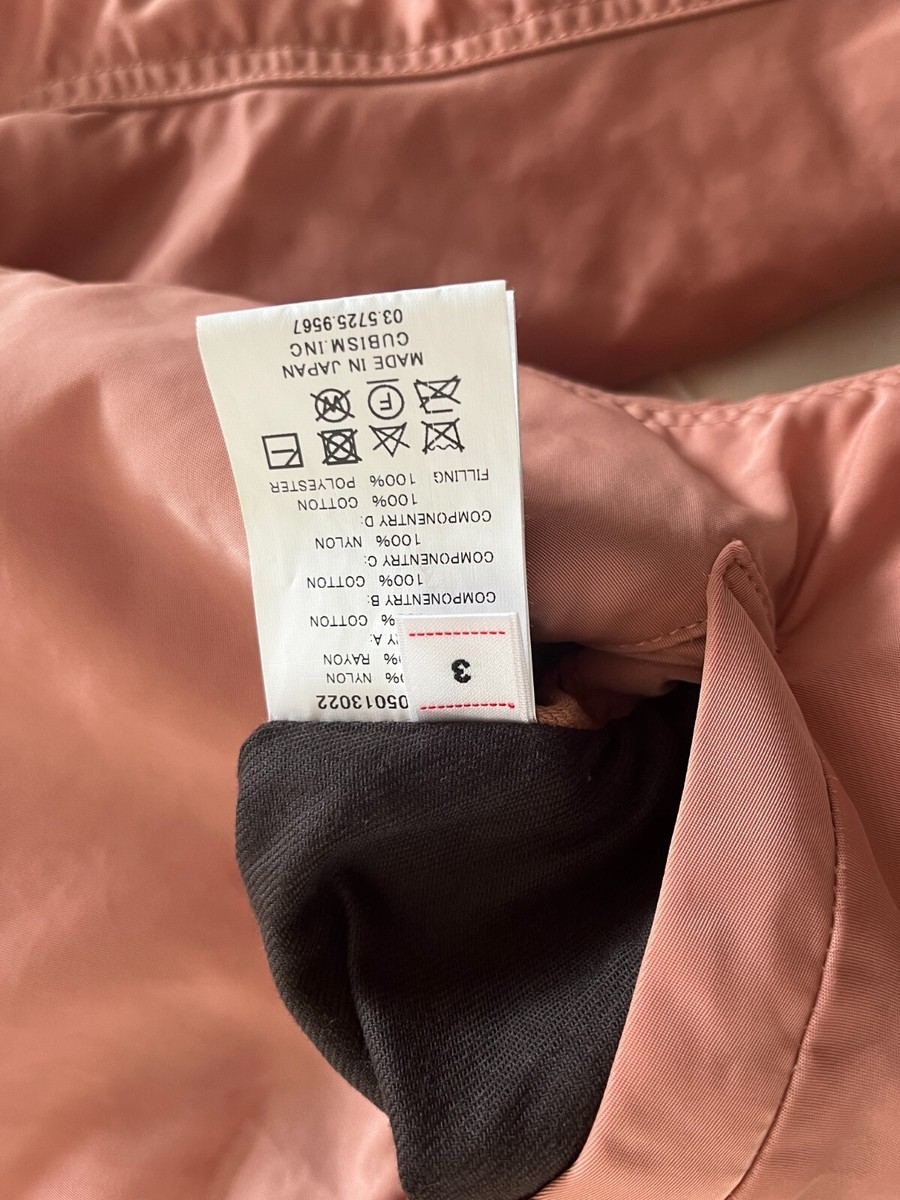 3
05013022
% NYLON
% RAYON
Y A:
% COTTON
COMPONENTRY B:
100% COTTON
COMPONENTRY C:
100% NYLON
COMPONENTRY D:
100% COTTON
FILLING 100% POLYESTER
F W
MADE IN JAPAN
CUBISM.INC
03.5725.9567